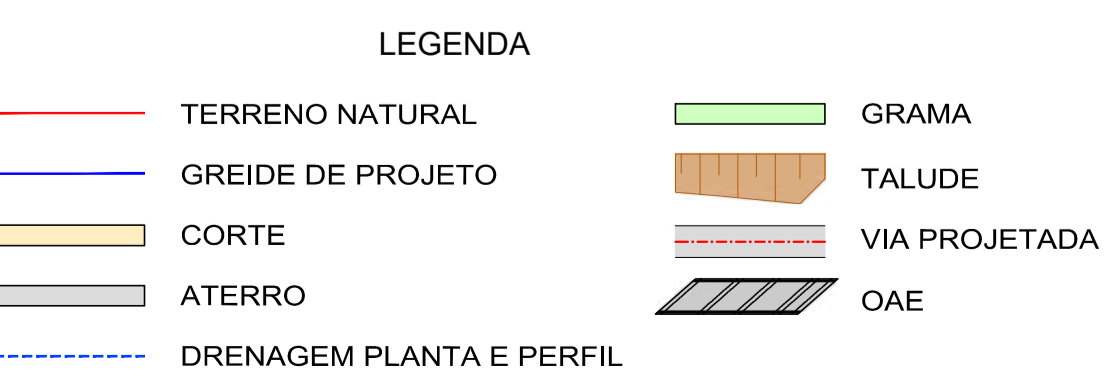 LEGENDA
TERRENO NATURAL
GREIDE DE PROJETO
CORTE
ATERRO
DRENAGEM PLANTA E PERFIL
GRAMA
TALUDE
VIA PROJETADA
OAE